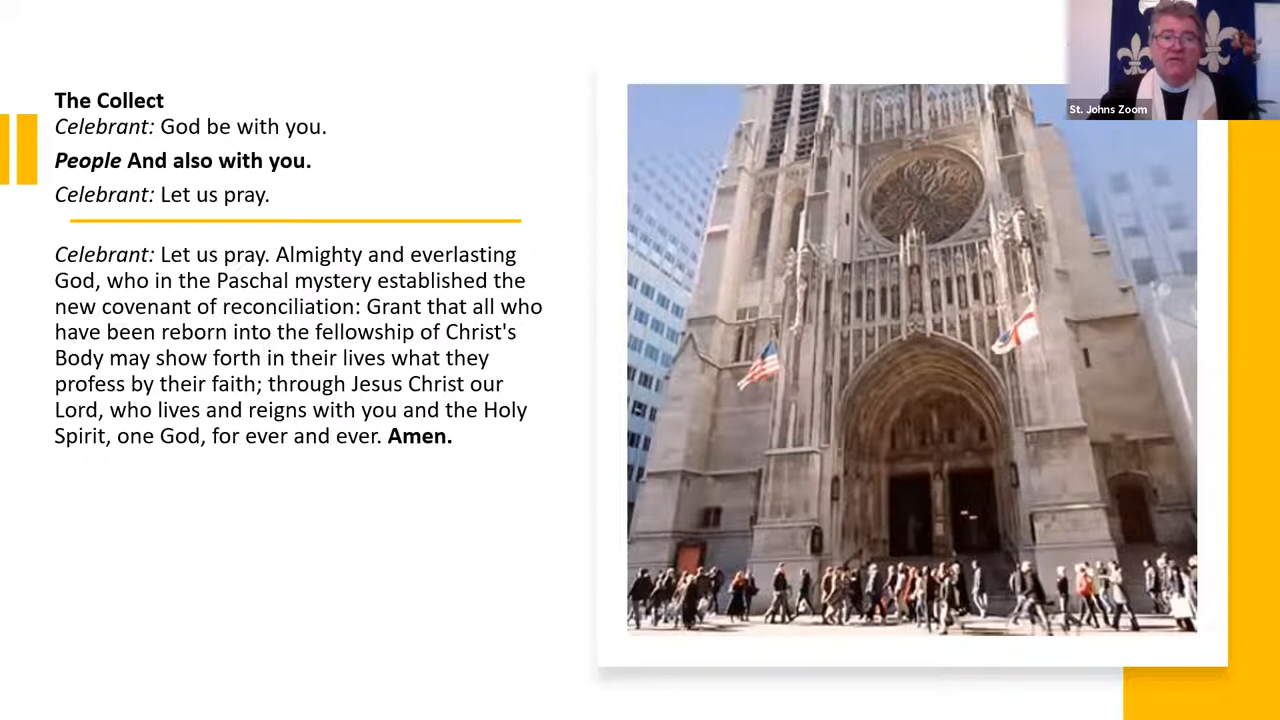 The Collect
Celebrant: God be with you.
People And also with you.
Celebrant: Let us pray.
Celebrant: Let us pray. Almighty and everlasting
God, who in the Paschal mystery established the
new covenant of reconciliation: Grant that all who
have been reborn into the fellowship of Christ's
Body may show forth in their lives what they
profess by their faith; through Jesus Christ our
Lord, who lives and reigns with you and the Holy
Spirit, one God, for ever and ever. Amen.
St. Johns Zoom